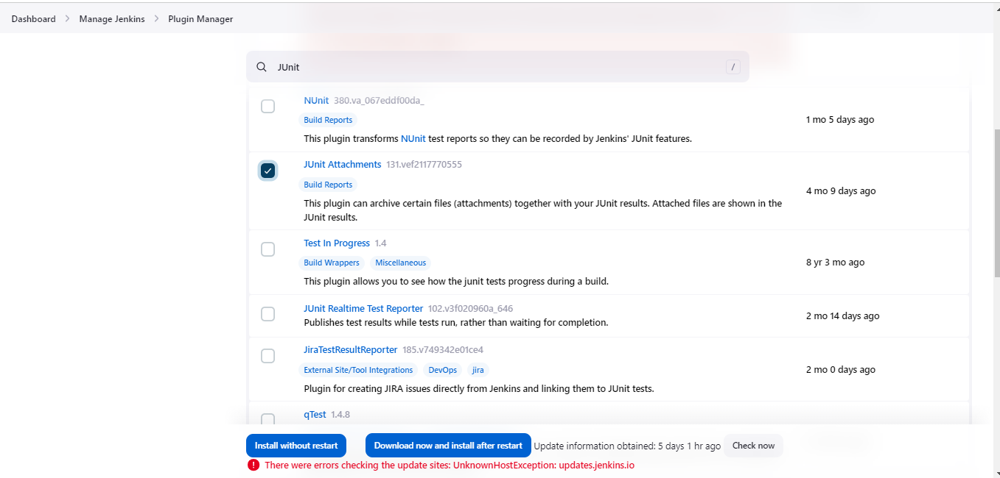 Dashboard > Manage Jenkins > Plugin Manager
JUnit /
NUnit 380.va_067eddf00da_
Build Reports
1 mo 5 days ago
This plugin transforms NUnit test reports so they can be recorded by Jenkins' JUnit features.
JUnit Attachments 131.vef2117770555
Build Reports
4 mo 9 days ago
This plugin can archive certain files (attachments) together with your JUnit results. Attached files are shown in the
JUnit results.
Test In Progress 1.4
Build Wrappers Miscellaneous
8 yr 3 mo ago
This plugin allows you to see how the junit tests progress during a build.
JUnit Realtime Test Reporter 102.v3f020960a_646
2 mo 14 days ago
Publishes test results while tests run, rather than waiting for completion.
JiraTestResultReporter 185.v749342e01ce4
External Site/Tool Integrations DevOps jira
2 mo 0 days ago
Plugin for creating JIRA issues directly from Jenkins and linking them to JUnit tests.
qTest 1.4.8
Install without restart Download now and install after restart Update information obtained: 5 days 1 hr ago Check now
There were errors checking the update sites: UnknownHostException: updates.jenkins.io